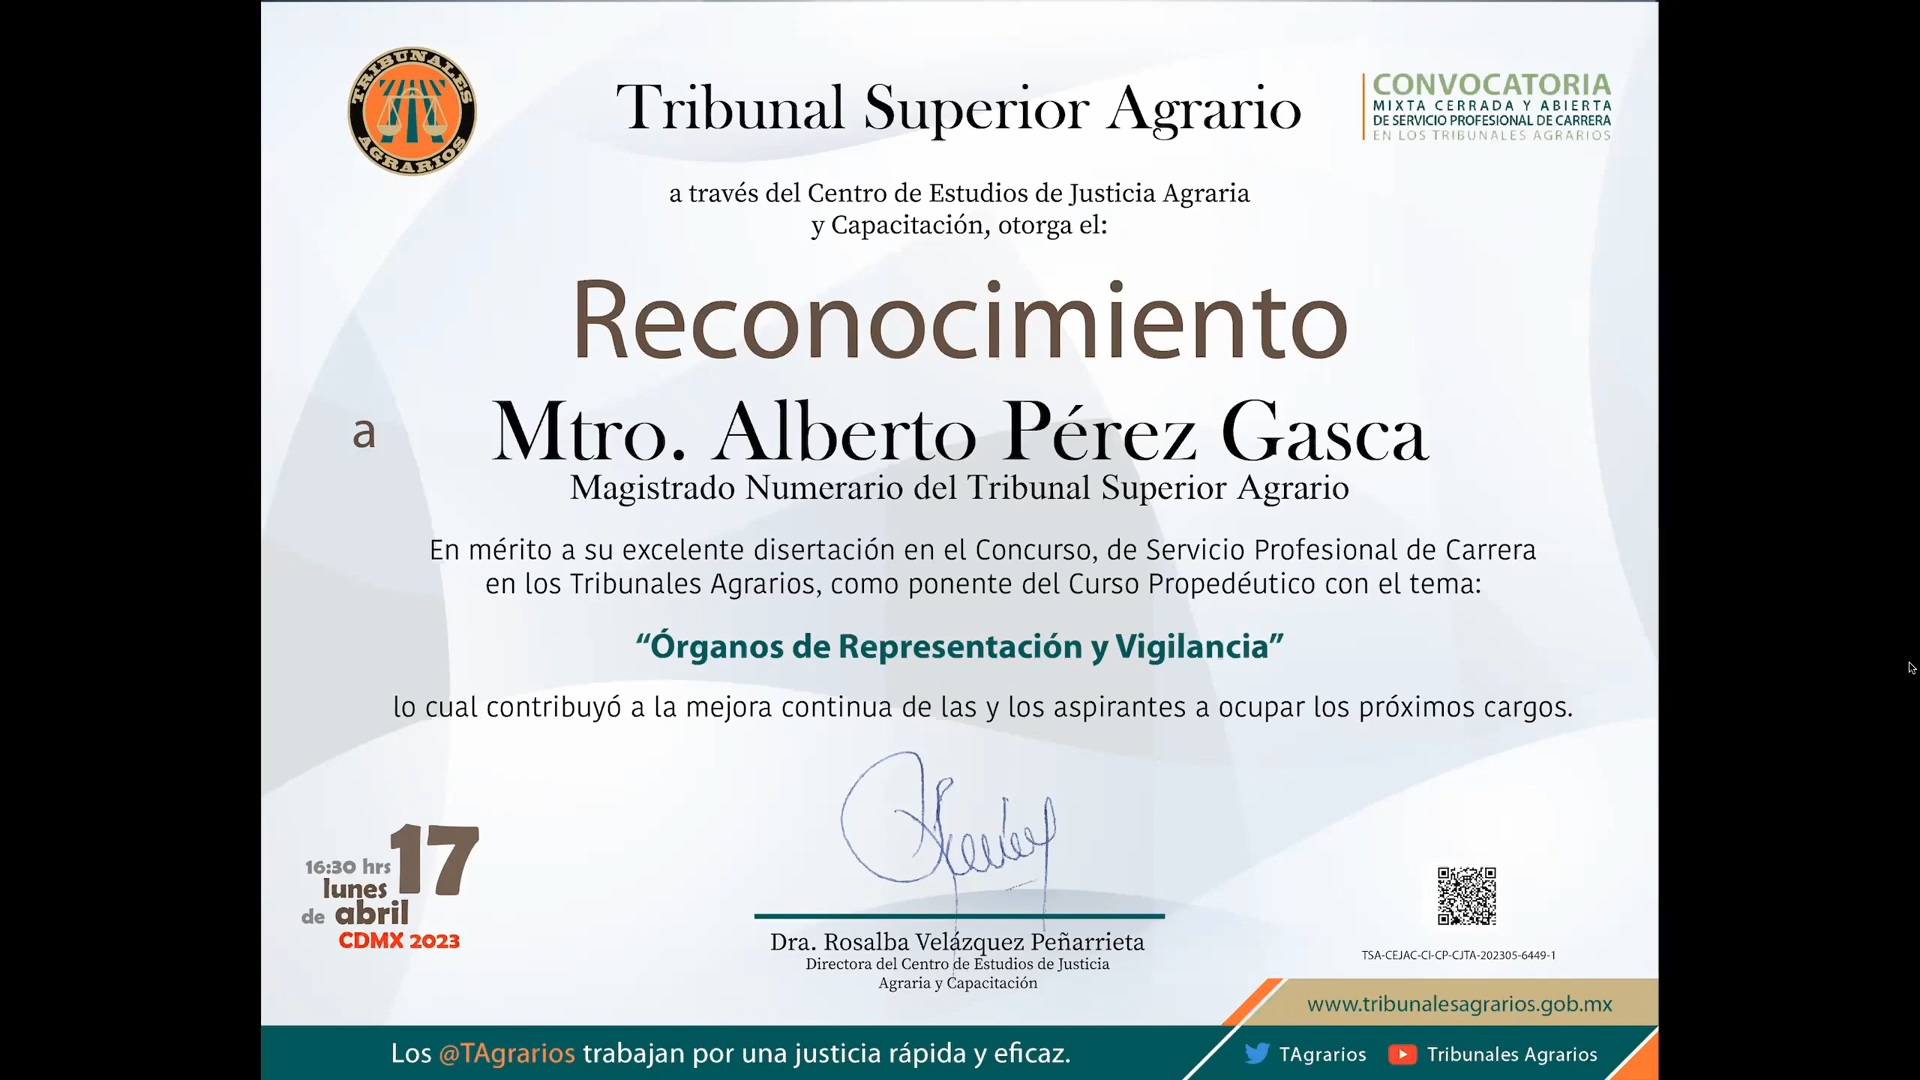 TRIBUNALES
AGRARIOS
Tribunal Superior Agrario
CONVOCATORIA
MIXTA CERRADA Y ABIERTA
DE SERVICIO PROFESIONAL DE CARRERA
EN LOS TRIBUNALES AGRARIOS
a través del Centro de Estudios de Justicia Agraria
y Capacitación, otorga el:
Reconocimiento
a Mtro. Alberto Pérez Gasca
Magistrado Numerario del Tribunal Superior Agrario
En mérito a su excelente disertación en el Concurso, de Servicio Profesional de Carrera
en los Tribunales Agrarios, como ponente del Curso Propedéutico con el tema:
“Órganos de Representación y Vigilancia”
lo cual contribuyó a la mejora continua de las y los aspirantes a ocupar los próximos cargos.
16:30 hrs 17
lunes
de abril
CDMX 2023
Dra. Rosalba Velázquez Peñarrieta
Directora del Centro de Estudios de Justicia
Agraria y Capacitación
TSA-CEJAC-CI-CP-CJTA-202305-6449-1
www.tribunalesagrarios.gob.mx
Los @TAgrarios trabajan por una justicia rápida y eficaz.
TAgrarios
Tribunales Agrarios